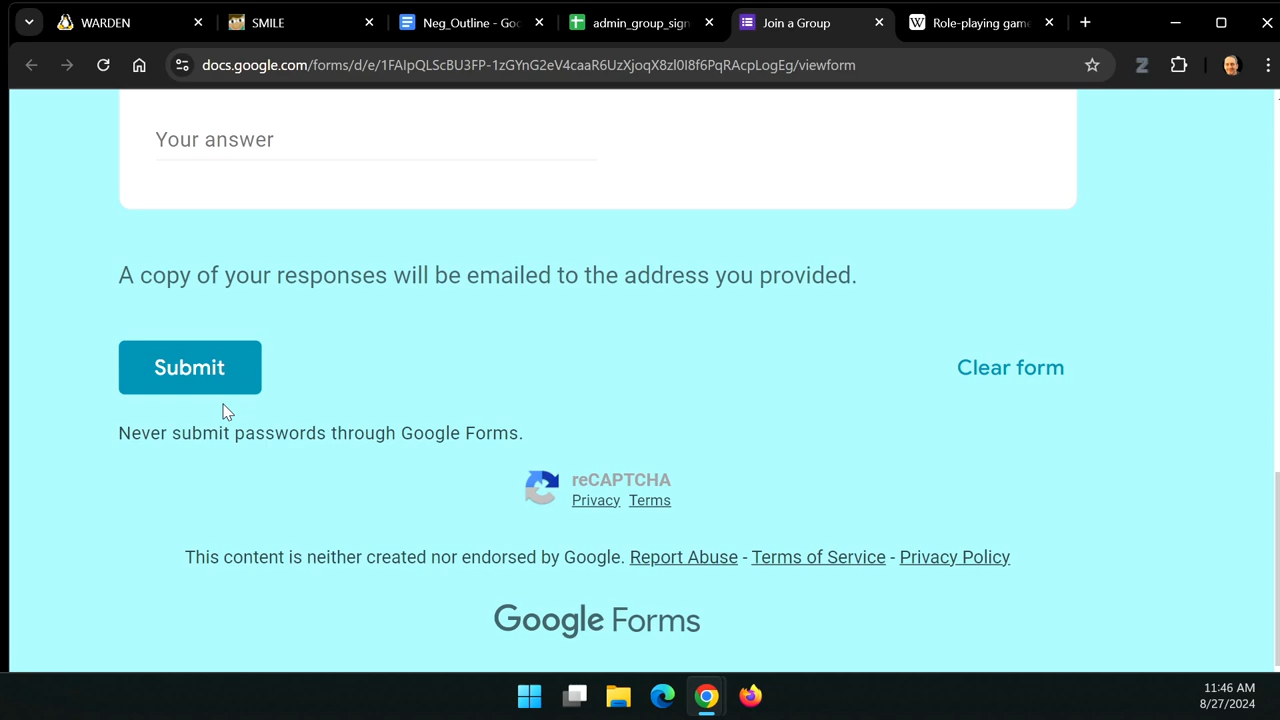 WARDEN
SMILE
Neg_Outline - Goo
admin_group_sign
Join a Group
Role-playing game
docs.google.com/forms/d/e/1FAIpQLScBU3FP-1zGYnG2eV4caaR6UzXjoqX8zl0I8f6PqRAcpLogEg/viewform
Your answer
A copy of your responses will be emailed to the address you provided.
Submit
Clear form
Never submit passwords through Google Forms.
reCAPTCHA
Privacy Terms
This content is neither created nor endorsed by Google. Report Abuse - Terms of Service - Privacy Policy
Google Forms
11:46 AM
8/27/2024